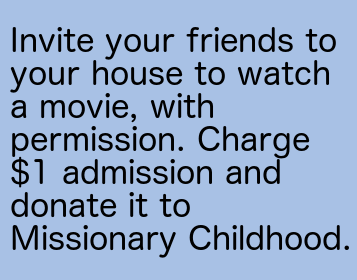 Invite your friends to
your house to watch
a movie, with
permission. Charge
$1 admission and
donate it to
Missionary Childhood.